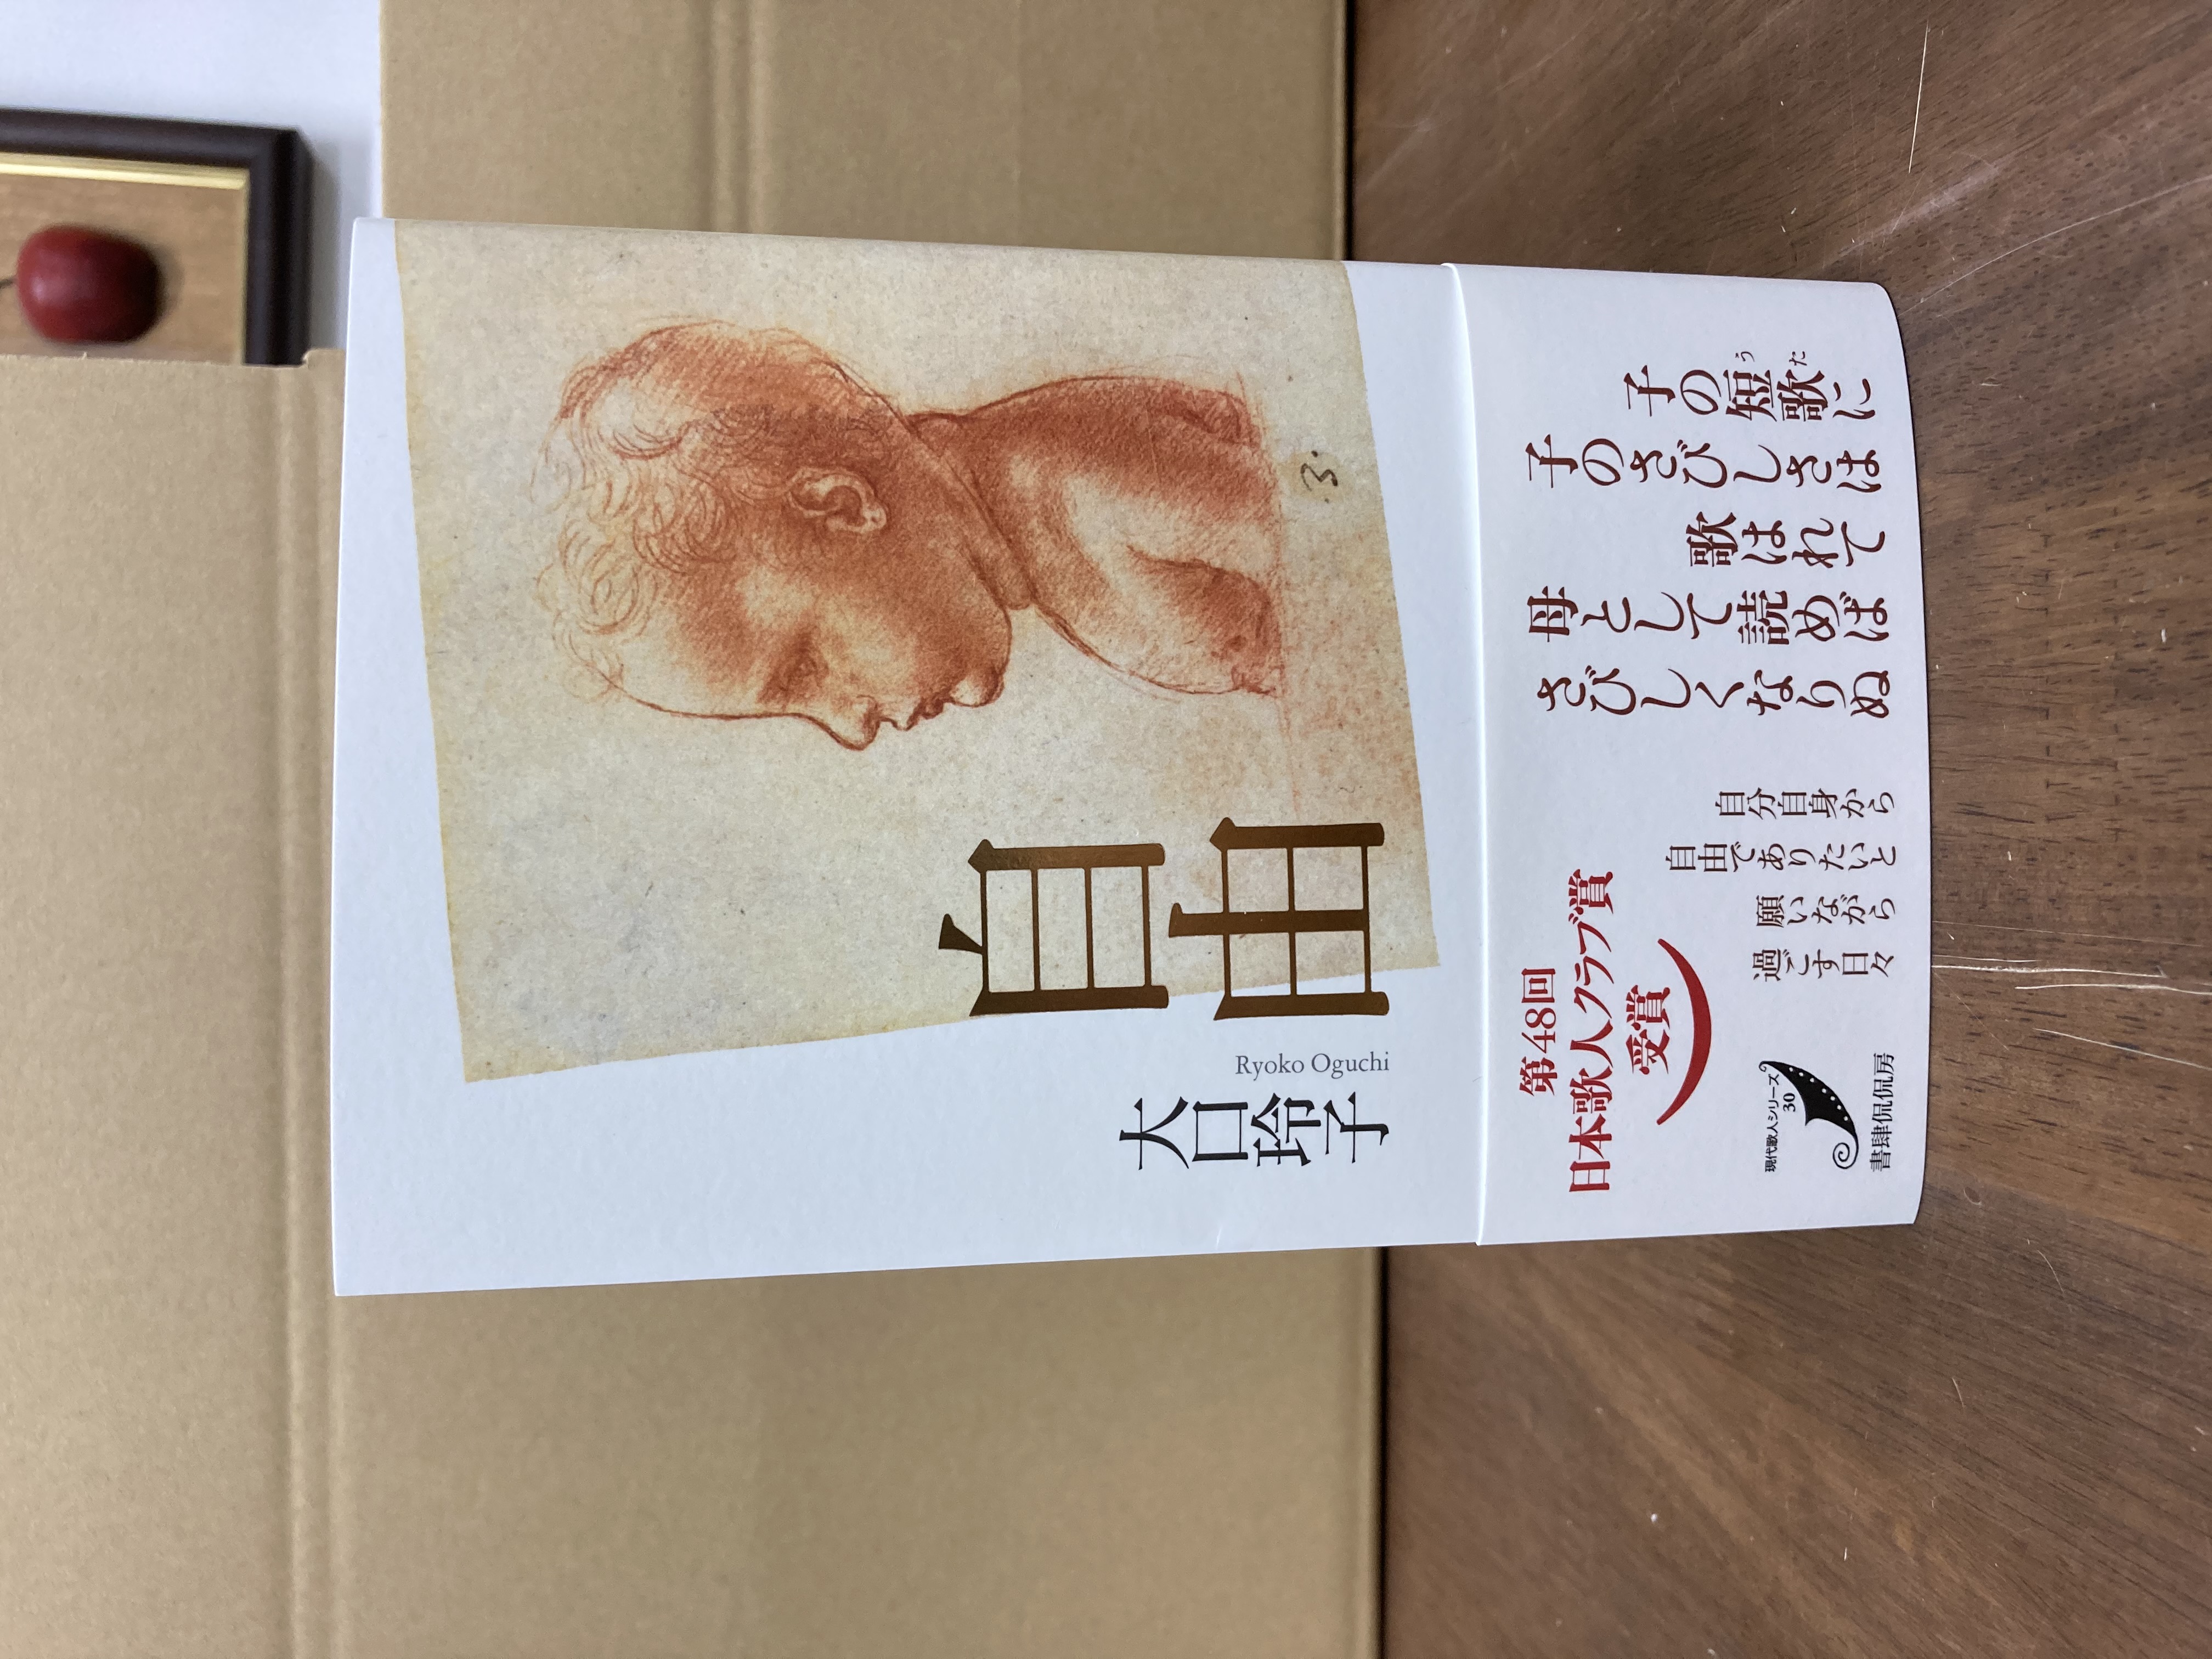 自由
Ryoko Oguchi
大口玲子
子の短歌に
うた
子のさびしさは
歌はれて
母として読めば
さびしくなりぬ
自分自身から
自由でありたいと
願いながら
過ごす日々
第48回
日本歌人クラブ賞
受賞
現代歌人シリーズ
30
書肆侃侃房